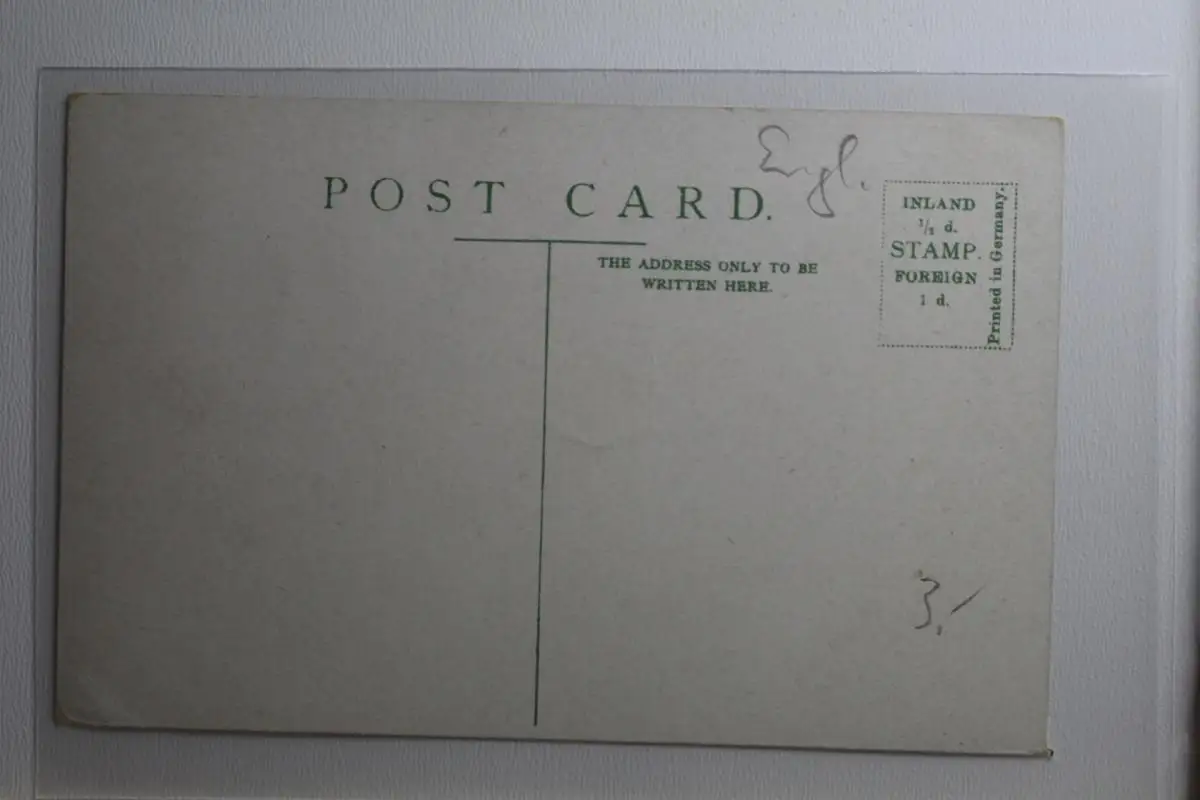 Engl.
POST CARD.
THE ADDRESS ONLY TO BE
WRITTEN HERE.
INLAND
½ d.
STAMP.
FOREIGN
1 d.
Printed in Germany.
3,-